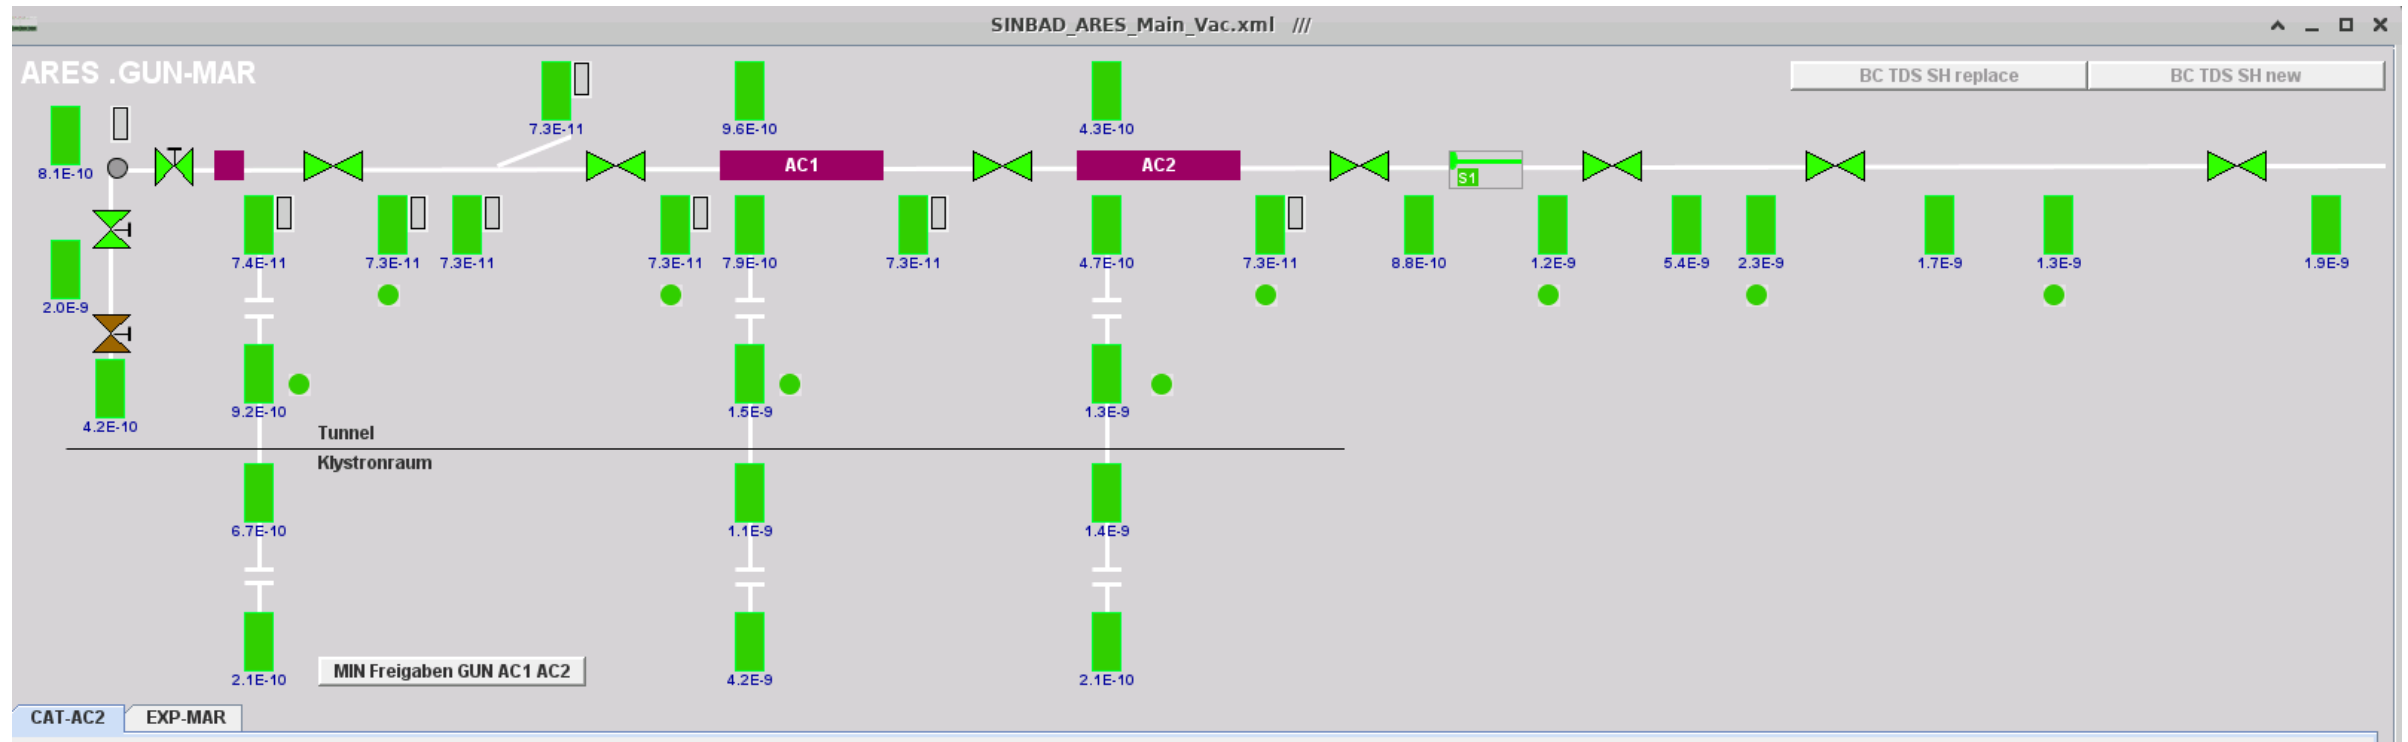 SINBAD_ARES_Main_Vac.xml ///
ARES .GUN-MAR
BC TDS SH replace BC TDS SH new
7.3E-11 9.6E-10 4.3E-10
8.1E-10
AC1 AC2
S1
7.4E-11 7.3E-11 7.3E-11 7.3E-11 7.9E-10 7.3E-11 4.7E-10 7.3E-11 8.8E-10 1.2E-9 5.4E-9 2.3E-9 1.7E-9 1.3E-9 1.9E-9
2.0E-9
9.2E-10 1.5E-9 1.3E-9
4.2E-10
Tunnel
Klystronraum
6.7E-10 1.1E-9 1.4E-9
MIN Freigaben GUN AC1 AC2
2.1E-10 4.2E-9 2.1E-10
CAT-AC2 EXP-MAR